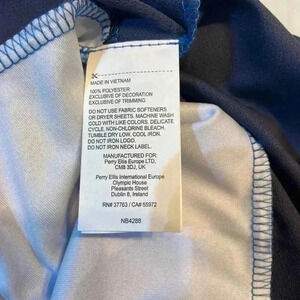 MADE IN VIETNAM
100% POLYESTER
EXCLUSIVE OF DECORATION
EXCLUSIVE OF TRIMMING
DO NOT USE FABRIC SOFTENERS
OR DRYER SHEETS. MACHINE WASH
COLD WITH LIKE COLORS. DELICATE
CYCLE. NON-CHLORINE BLEACH.
TUMBLE DRY LOW. COOL IRON.
DO NOT IRON LOGO.
DO NOT IRON NECK LABEL.
MANUFACTURED FOR:
Perry Ellis Europe LTD,
CM8 3DJ, UK
Perry Ellis International Europe
Olympic House
Pleasants Street
Dublin 8, Ireland
RN# 37763 / CA# 55972
NB4288